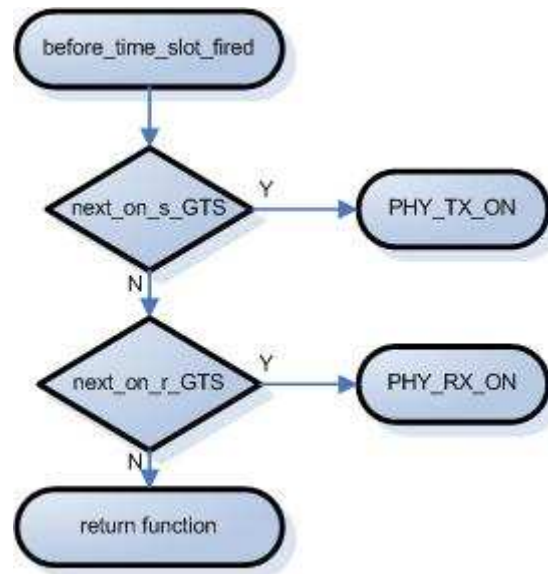 before_time_slot_fired
next_on_s_GTS
Y
PHY_TX_ON
N
next_on_r_GTS
Y
PHY_RX_ON
N
return function